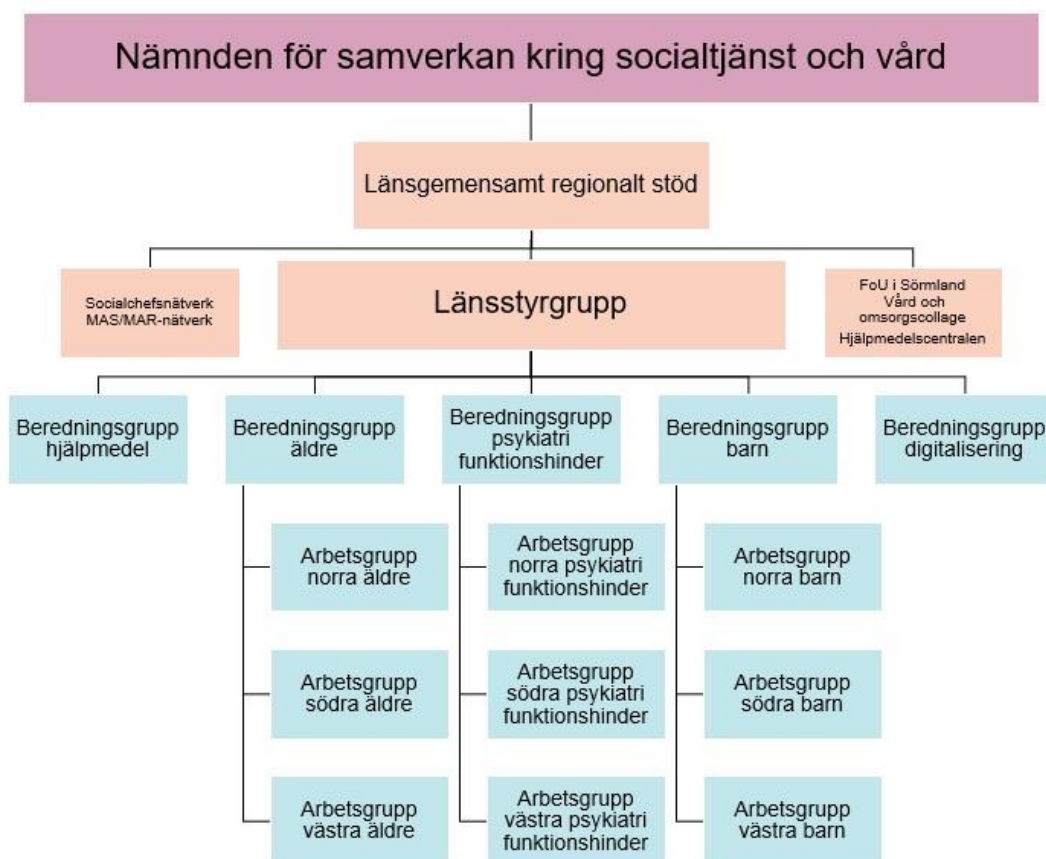 Nämnden för samverkan kring socialtjänst och vård
Länsgemensamt regionalt stöd
Socialchefsnätverk
MAS/MAR-nätverk
Länsstyrgrupp
FoU i Sörmland
Vård och
omsorgscollage
Hjälpmedelscentralen
Beredningsgrupp
hjälpmedel
Beredningsgrupp
äldre
Beredningsgrupp
psykiatri
funktionshinder
Beredningsgrupp
barn
Beredningsgrupp
digitalisering
Arbetsgrupp
norra äldre
Arbetsgrupp
norra psykiatri
funktionshinder
Arbetsgrupp
norra barn
Arbetsgrupp
södra äldre
Arbetsgrupp
södra psykiatri
funktionshinder
Arbetsgrupp
södra barn
Arbetsgrupp
västra äldre
Arbetsgrupp
västra psykiatri
funktionshinder
Arbetsgrupp
västra barn